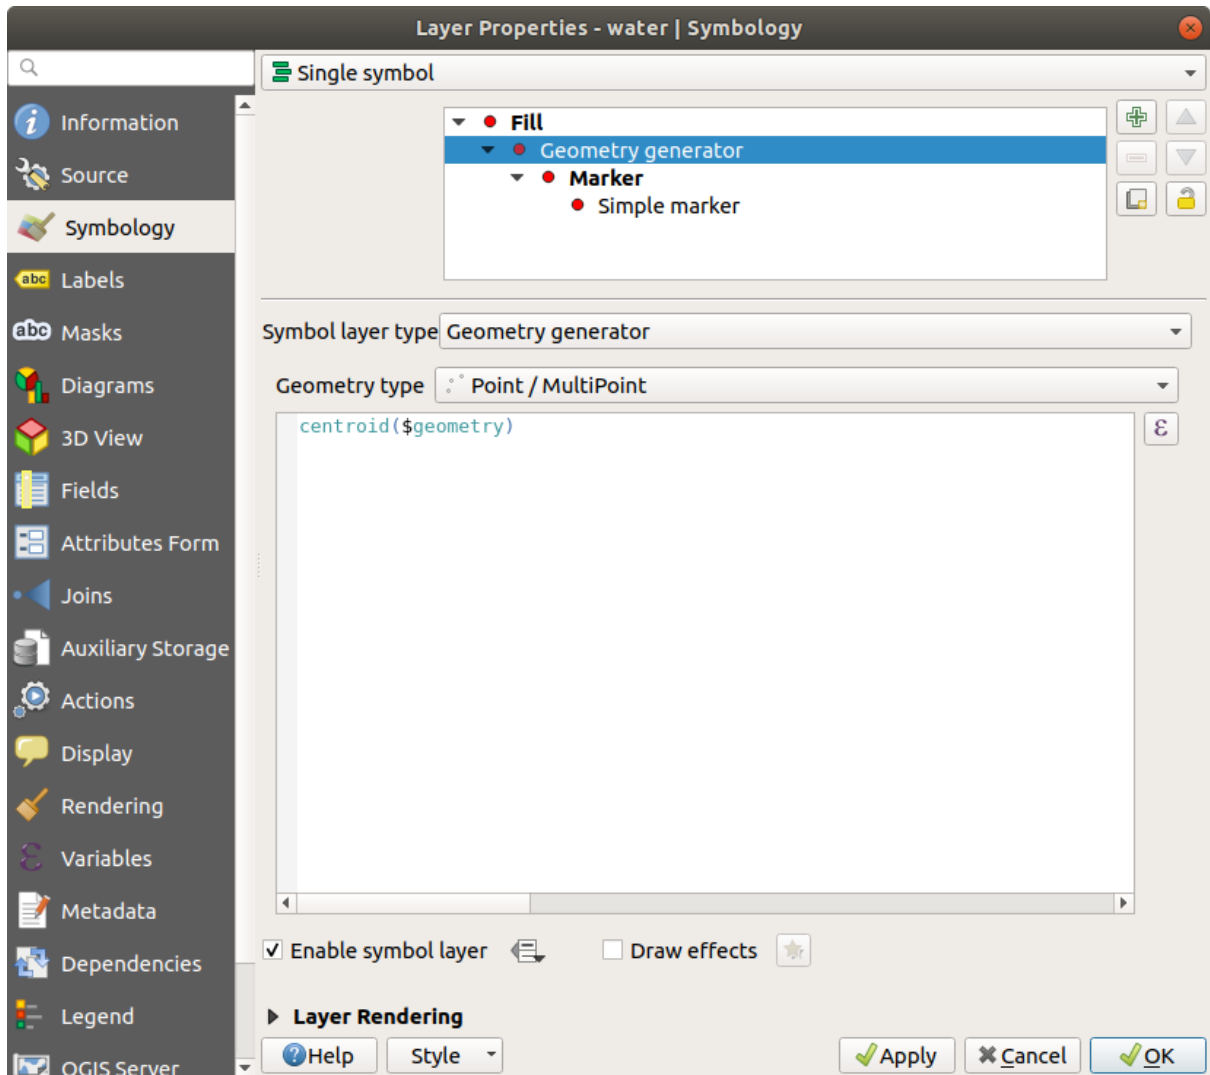 Layer Properties - water | Symbology
Single symbol
Information
Source
Symbology
Labels
Masks
Diagrams
3D View
Fields
Attributes Form
Joins
Auxiliary Storage
Actions
Display
Rendering
Variables
Metadata
Dependencies
Legend
QGIS Server
Fill
Geometry generator
Marker
Simple marker
Symbol layer type Geometry generator
Geometry type Point / MultiPoint
centroid($geometry)
ε
Enable symbol layer Draw effects
Layer Rendering
Help Style Apply Cancel OK